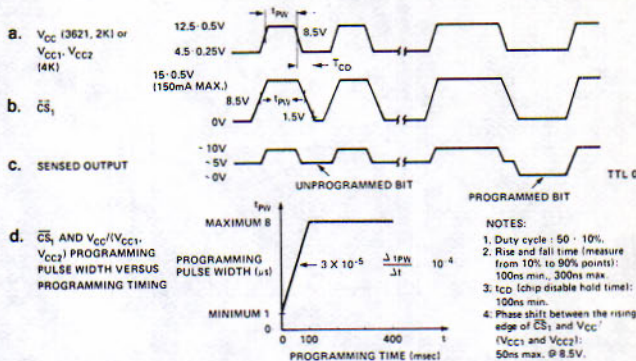 a. VCC (3621, 2K) or
VCC1, VCC2
(4K)
12.5·0.5V
4.5·0.25V
tPW
8.5V
TCD
15·0.5V
(150mA MAX.)
b. CS1
8.5V
tPW
1.5V
0V
c. SENSED OUTPUT
~10V
~5V
~0V
UNPROGRAMMED BIT
PROGRAMMED BIT
TTL 0
d. CS1 AND VCC/(VCC1,
VCC2) PROGRAMMING
PULSE WIDTH VERSUS
PROGRAMMING TIMING
tPW
MAXIMUM 8
PROGRAMMING
PULSE WIDTH (μs)
3 X 10-5 Δ tPW / Δt 10-4
MINIMUM 1
0 100 400 t
PROGRAMMING TIME (msec)
NOTES:
1. Duty cycle : 50 · 10%.
2. Rise and fall time (measure
from 10% to 90% points):
100ns min., 300ns max.
3. tCD (chip disable hold time):
100ns min.
4: Phase shift between the rising
edge of CS1 and VCC/
(VCC1 and VCC2):
50ns max. @ 8.5V.